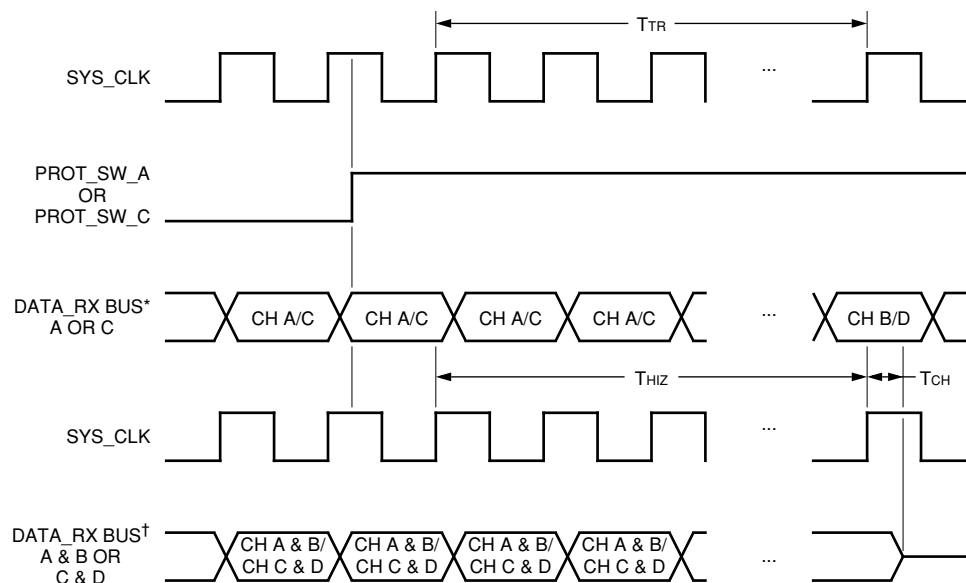 TTR
SYS_CLK
...
PROT_SW_A
OR
PROT_SW_C
DATA_RX BUS*
A OR C
CH A/C
CH A/C
CH A/C
CH A/C
...
CH B/D
THIZ
TCH
SYS_CLK
...
DATA_RX BUS†
A & B OR
C & D
CH A & B/
CH C & D
CH A & B/
CH C & D
CH A & B/
CH C & D
CH A & B/
CH C & D
...